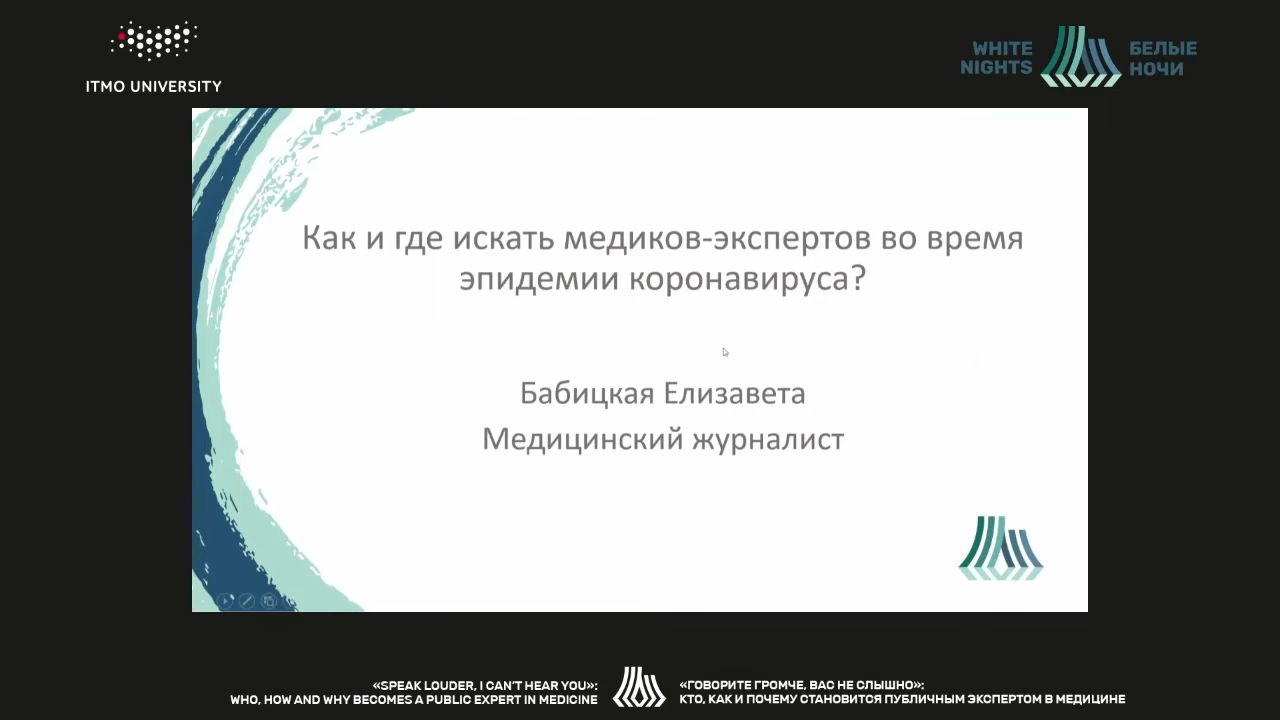 ITMO UNIVERSITY
WHITE
NIGHTS
БЕЛЫЕ
НОЧИ
Как и где искать медиков-экспертов во время
эпидемии коронавируса?
Бабицкая Елизавета
Медицинский журналист
«SPEAK LOUDER, I CAN'T HEAR YOU»:
WHO, HOW AND WHY BECOMES A PUBLIC EXPERT IN MEDICINE
«ГОВОРИТЕ ГРОМЧЕ, ВАС НЕ СЛЫШНО»:
КТО, КАК И ПОЧЕМУ СТАНОВИТСЯ ПУБЛИЧНЫМ ЭКСПЕРТОМ В МЕДИЦИНЕ